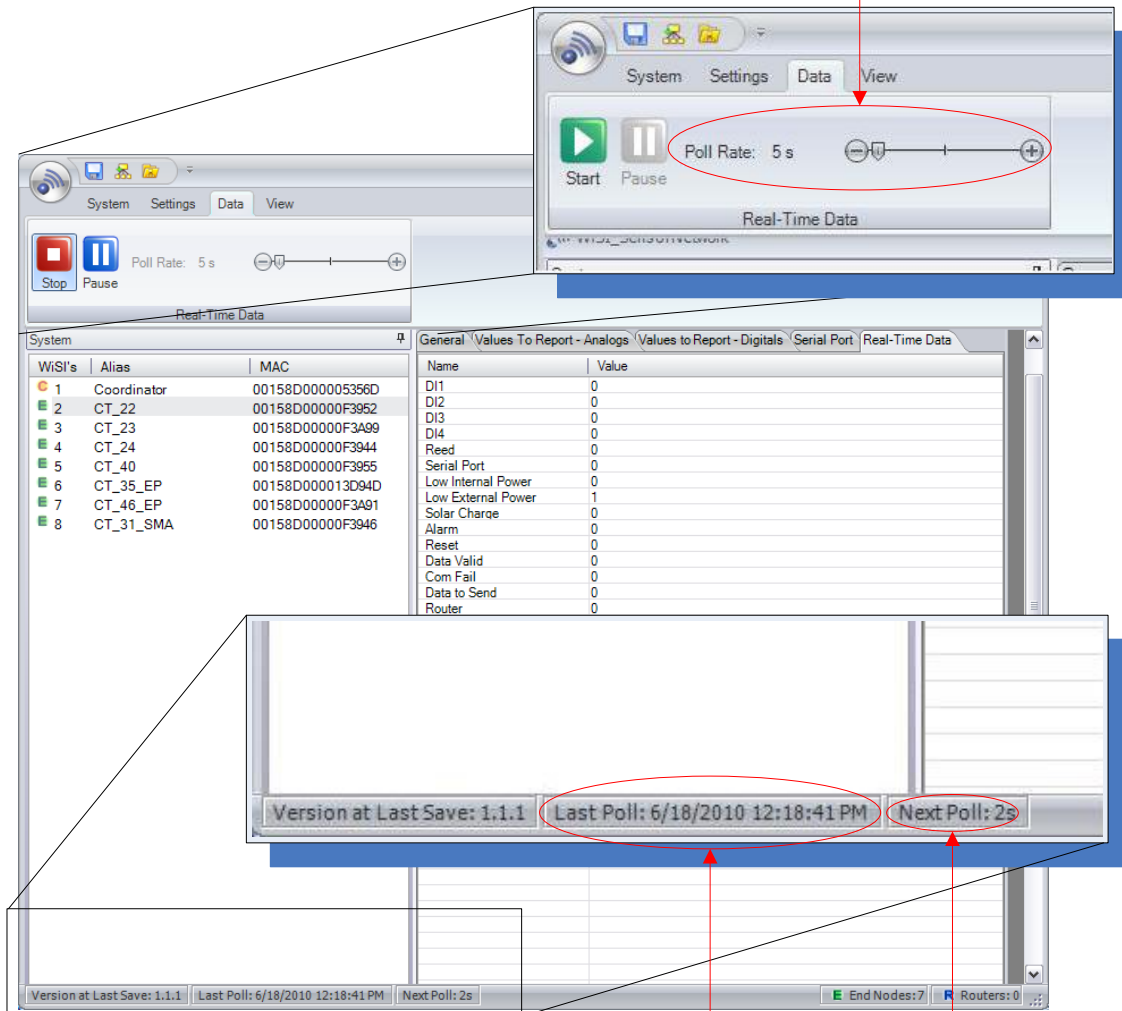 System Settings Data View
Poll Rate: 5 s
Start Pause
Real-Time Data
System Settings Data View
Poll Rate: 5 s
Stop Pause
Real-Time Data
System
WiSI's Alias MAC
C 1 Coordinator 00158D000005356D
E 2 CT_22 00158D00000F3952
E 3 CT_23 00158D00000F3A99
E 4 CT_24 00158D00000F3944
E 5 CT_40 00158D00000F3955
E 6 CT_35_EP 00158D000013D94D
E 7 CT_46_EP 00158D00000F3A91
E 8 CT_31_SMA 00158D00000F3946
General Values To Report - Analogs Values to Report - Digitals Serial Port Real-Time Data
Name Value
DI1 0
DI2 0
DI3 0
DI4 0
Reed 0
Serial Port 0
Low Internal Power 0
Low External Power 1
Solar Charge 0
Alarm 0
Reset 0
Data Valid 0
Com Fail 0
Data to Send 0
Router 0
Version at Last Save: 1.1.1 Last Poll: 6/18/2010 12:18:41 PM Next Poll: 2s
Version at Last Save: 1.1.1 Last Poll: 6/18/2010 12:18:41 PM Next Poll: 2s E End Nodes: 7 R Routers: 0